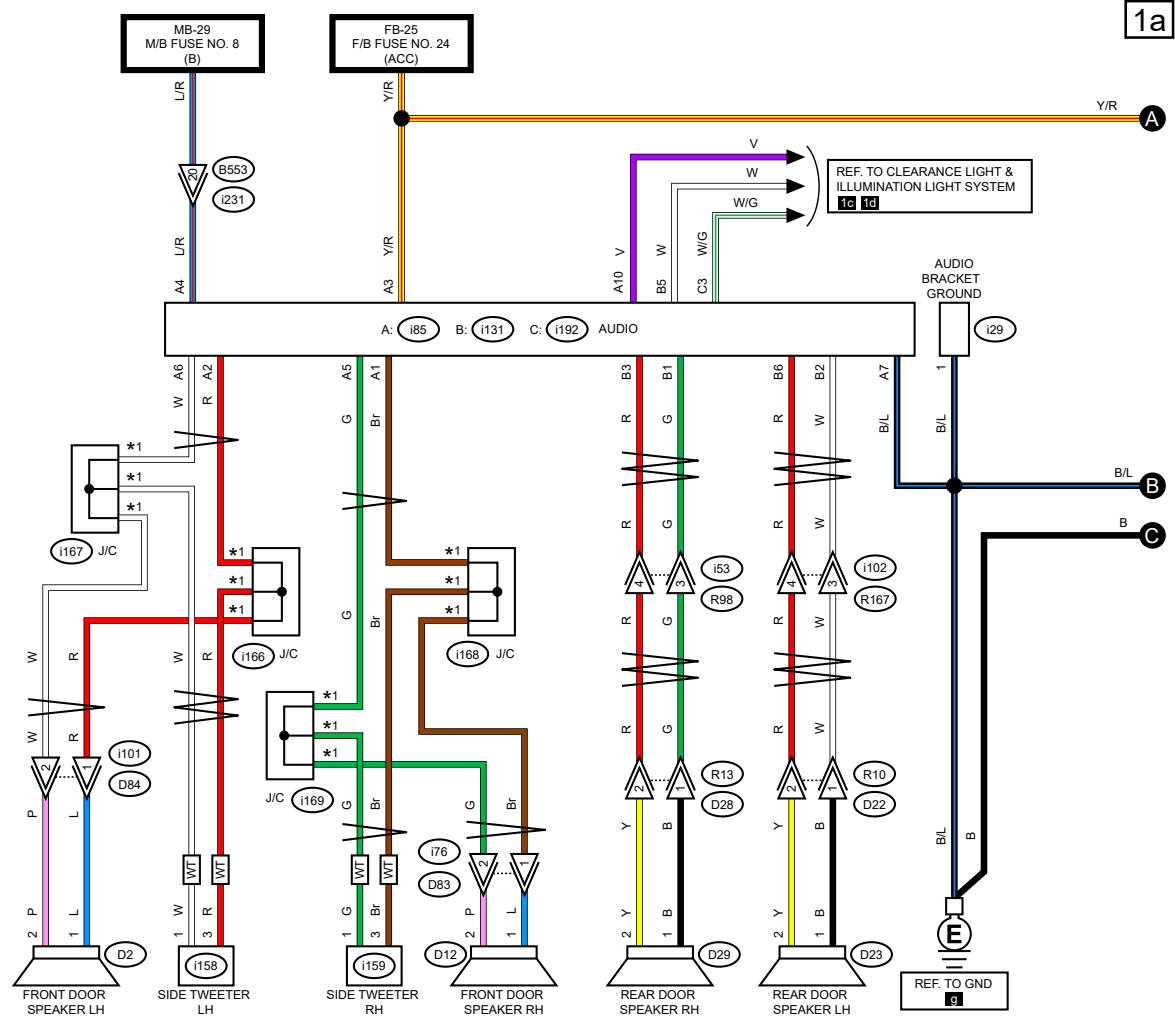 1a
MB-29
M/B FUSE NO. 8
(B)
FB-25
F/B FUSE NO. 24
(ACC)
L/R
Y/R
Y/R
A
20
B553
i231
V
W
W/G
REF. TO CLEARANCE LIGHT &
ILLUMINATION LIGHT SYSTEM
1c 1d
L/R
Y/R
V
W
W/G
A4
A3
A10
B5
C3
AUDIO
BRACKET
GROUND
A: i85 B: i131 C: i192 AUDIO
i29
A6
A2
A5
A1
B3
B1
B6
B2
A7
1
W
R
G
Br
R
G
R
W
B/L
B/L
*1
*1
*1
i167 J/C
B/L
B
B
C
R
G
R
W
*1
*1
*1
i166 J/C
*1
*1
*1
i168 J/C
4
3
i53
R98
4
3
i102
R167
W
R
W
R
G
Br
R
G
R
W
*1
*1
*1
J/C i169
W
R
R
G
R
W
2
1
i101
D84
2
1
R13
D28
2
1
R10
D22
P
L
G
Br
G
Br
Y
B
Y
B
B/L
B
i76
D83
2
1
WT
WT
WT
WT
P
L
W
R
G
Br
P
L
Y
B
Y
B
2
1
1
3
1
3
2
1
2
1
2
1
E
D2
i158
i159
D12
D29
D23
FRONT DOOR
SPEAKER LH
SIDE TWEETER
LH
SIDE TWEETER
RH
FRONT DOOR
SPEAKER RH
REAR DOOR
SPEAKER RH
REAR DOOR
SPEAKER LH
REF. TO GND
g